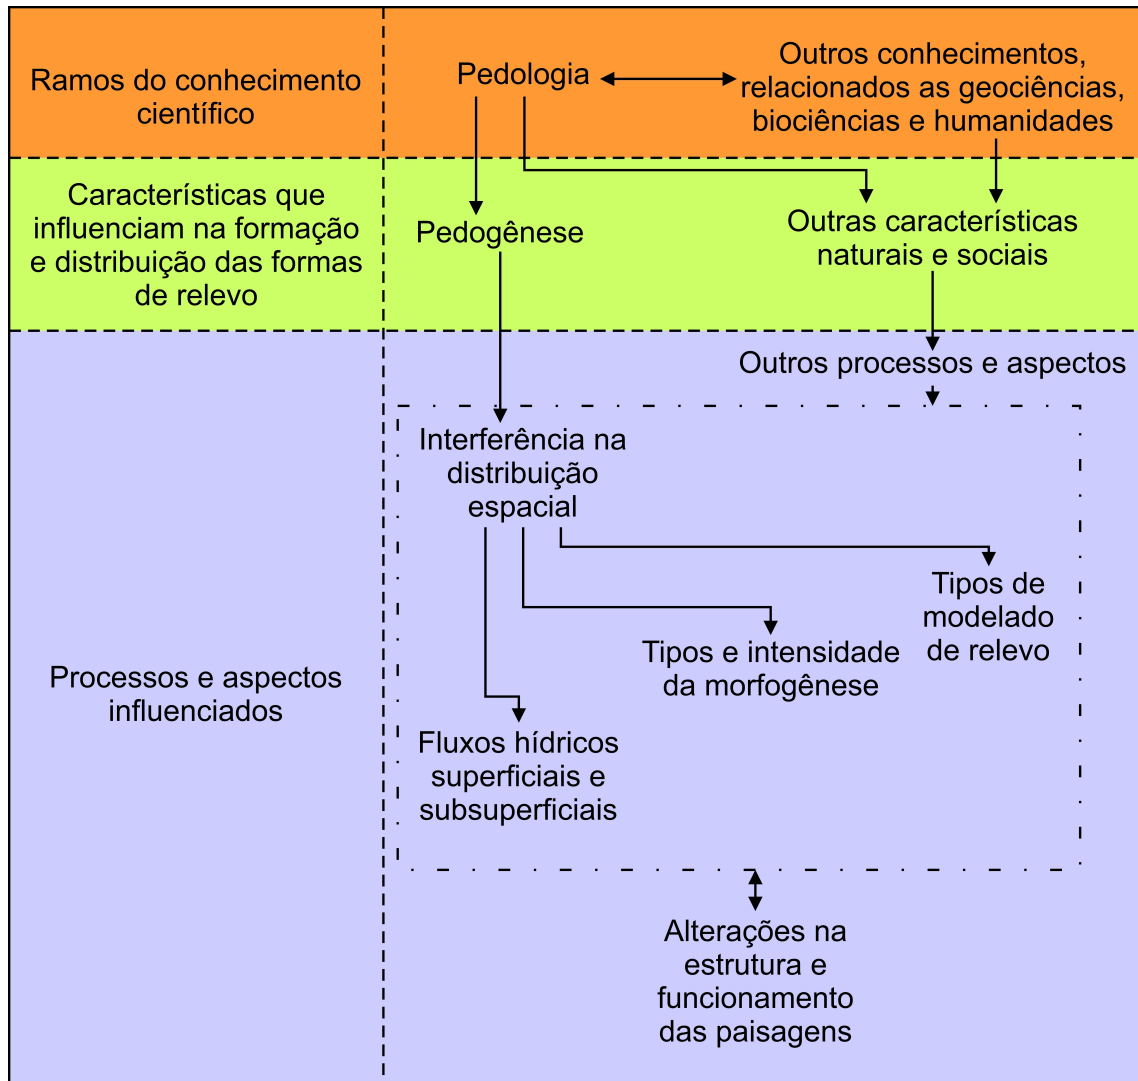 Ramos do conhecimento
científico
Pedologia
Outros conhecimentos,
relacionados as geociências,
biociências e humanidades
Características que
influenciam na formação
e distribuição das formas
de relevo
Pedogênese
Outras características
naturais e sociais
Processos e aspectos
influenciados
Outros processos e aspectos
Interferência na
distribuição
espacial
Tipos de
modelado
de relevo
Tipos e intensidade
da morfogênese
Fluxos hídricos
superficiais e
subsuperficiais
Alterações na
estrutura e
funcionamento
das paisagens